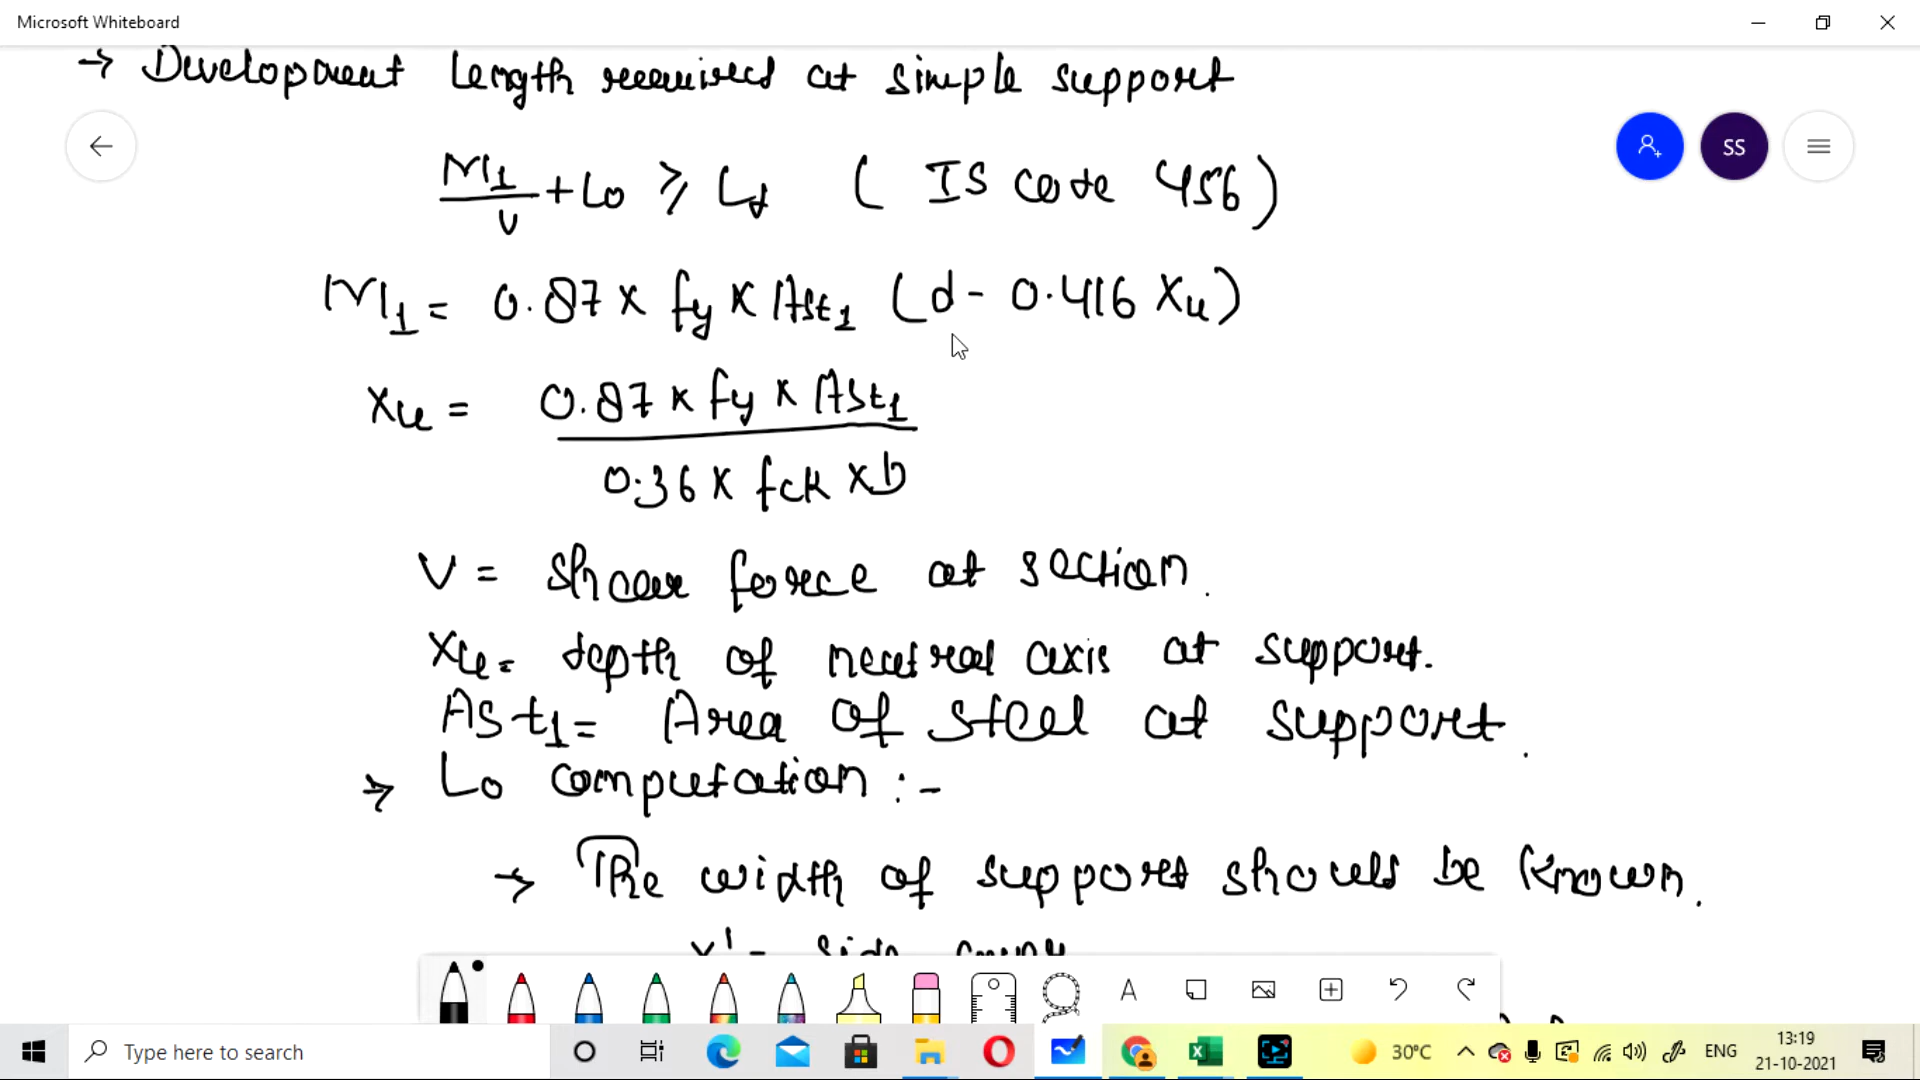 Microsoft Whiteboard
→ Development length required at simple support
M1/V + Lo ≥ Ld (IS code 456)
M1 = 0.87 x fy x Ast1 (d - 0.416 Xu)
Xu = 0.87 x fy x Ast1
0.36 x fck x b
V = shear force at section.
Xu = depth of neutral axis at support.
Ast1 = Area of steel at support.
→ Lo computation :-
→ The width of support should be known.
x' = side cover
SS
A
Type here to search
30°C
ENG
13:19
21-10-2021